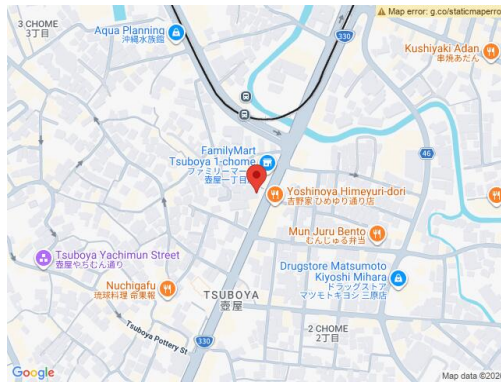 3 CHOME
3丁目
Aqua Planning
沖縄水族館
330
Map error: g.co/staticmaperro
Kushiyaki Adan
串焼あだん
46
FamilyMart
Tsuboya 1-chome
ファミリーマート
壺屋一丁目
Yoshinoya Himeyuri-dori
吉野家 ひめゆり通り店
Mun Juru Bento
むんじゅる弁当
Tsuboya Yachimun Street
壺屋やちむん通り
Drugstore Matsumoto
Kiyoshi Mihara
ドラッグストア
マツモトキヨシ 三原店
Nuchigafu
琉球料理 命果報
TSUBOYA
壺屋
2 CHOME
2丁目
330
Tsuboya Pottery St
Google
Map data ©2026